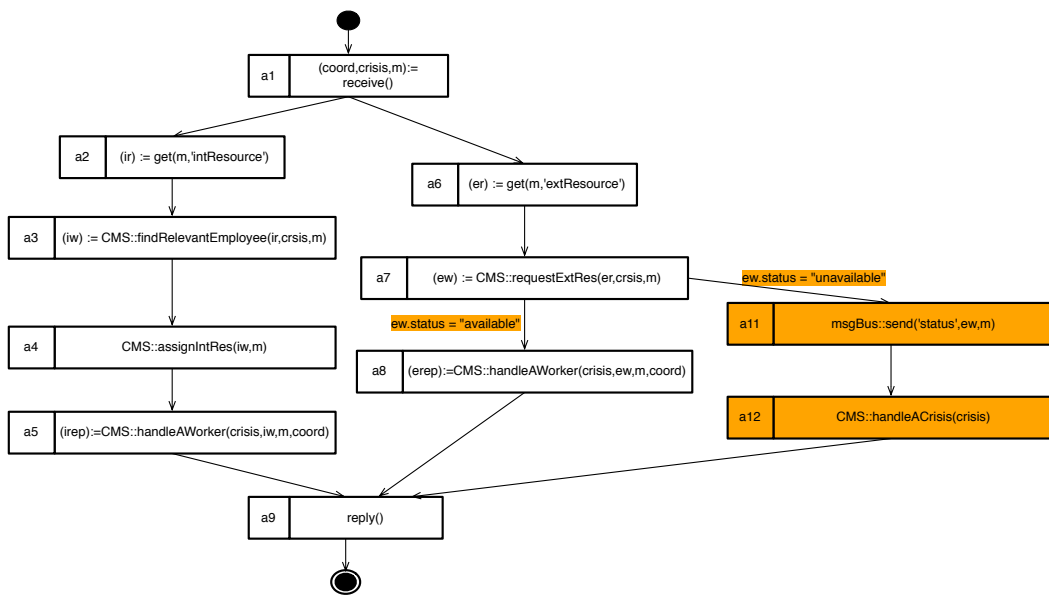 a1
(coord,crisis,m):=
receive()
a2
(ir) := get(m,'intResource')
a6
(er) := get(m,'extResource')
a3
(iw) := CMS::findRelevantEmployee(ir,crsis,m)
a7
(ew) := CMS::requestExtRes(er,crsis,m)
ew.status = "unavailable"
ew.status = "available"
a11
msgBus::send('status',ew,m)
a4
CMS::assignIntRes(iw,m)
a8
(erep):=CMS::handleAWorker(crisis,ew,m,coord)
a5
(irep):=CMS::handleAWorker(crisis,iw,m,coord)
a12
CMS::handleACrisis(crisis)
a9
reply()